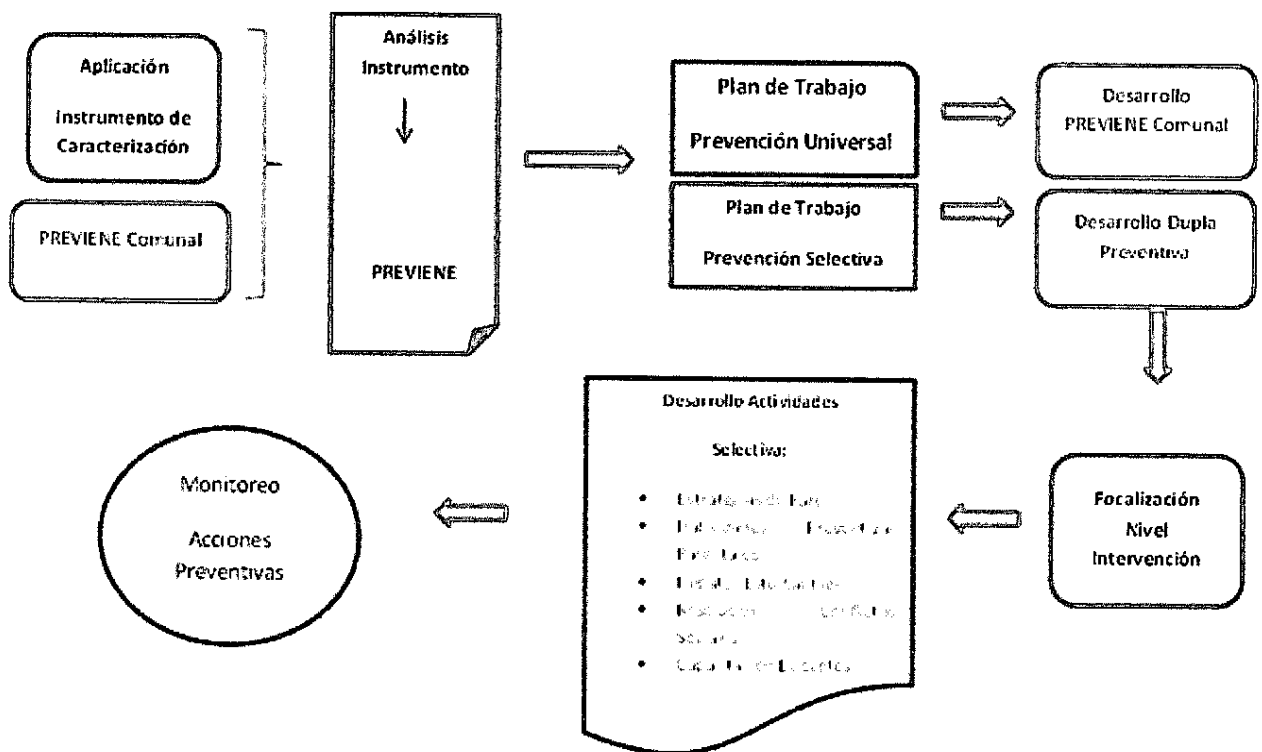 Aplicación
Instrumento de
Caracterización
PREVIENE Comunal
Análisis
Instrumento
PREVIENE
Plan de Trabajo
Prevención Universal
Plan de Trabajo
Prevención Selectiva
Desarrollo
PREVIENE Comunal
Desarrollo Dupla
Preventiva
Focalización
Nivel
Intervención
Desarrollo Actividades
Selectiva:
Monitoreo
Acciones
Preventivas